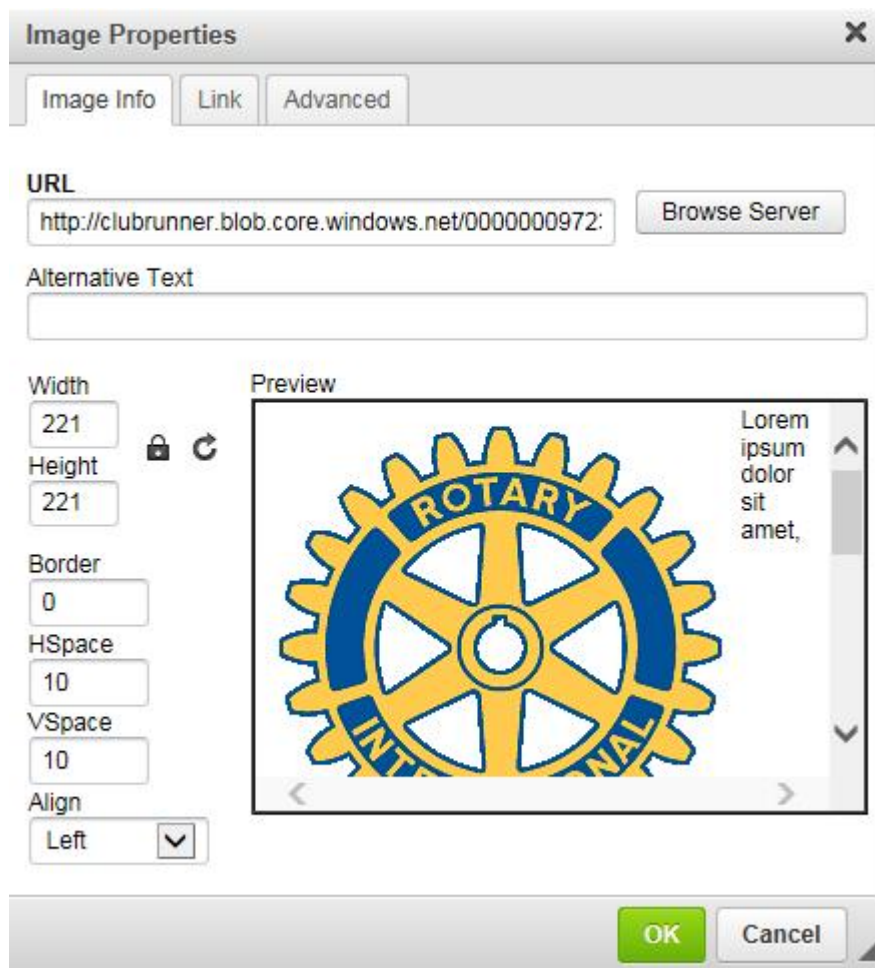 Image Properties
Image Info Link Advanced
URL
http://clubrunner.blob.core.windows.net/0000000972:
Browse Server
Alternative Text
Width
221
Height
221
Border
0
HSpace
10
VSpace
10
Align
Left
Preview
ROTARY
Lorem
ipsum
dolor
sit
amet,
OK Cancel